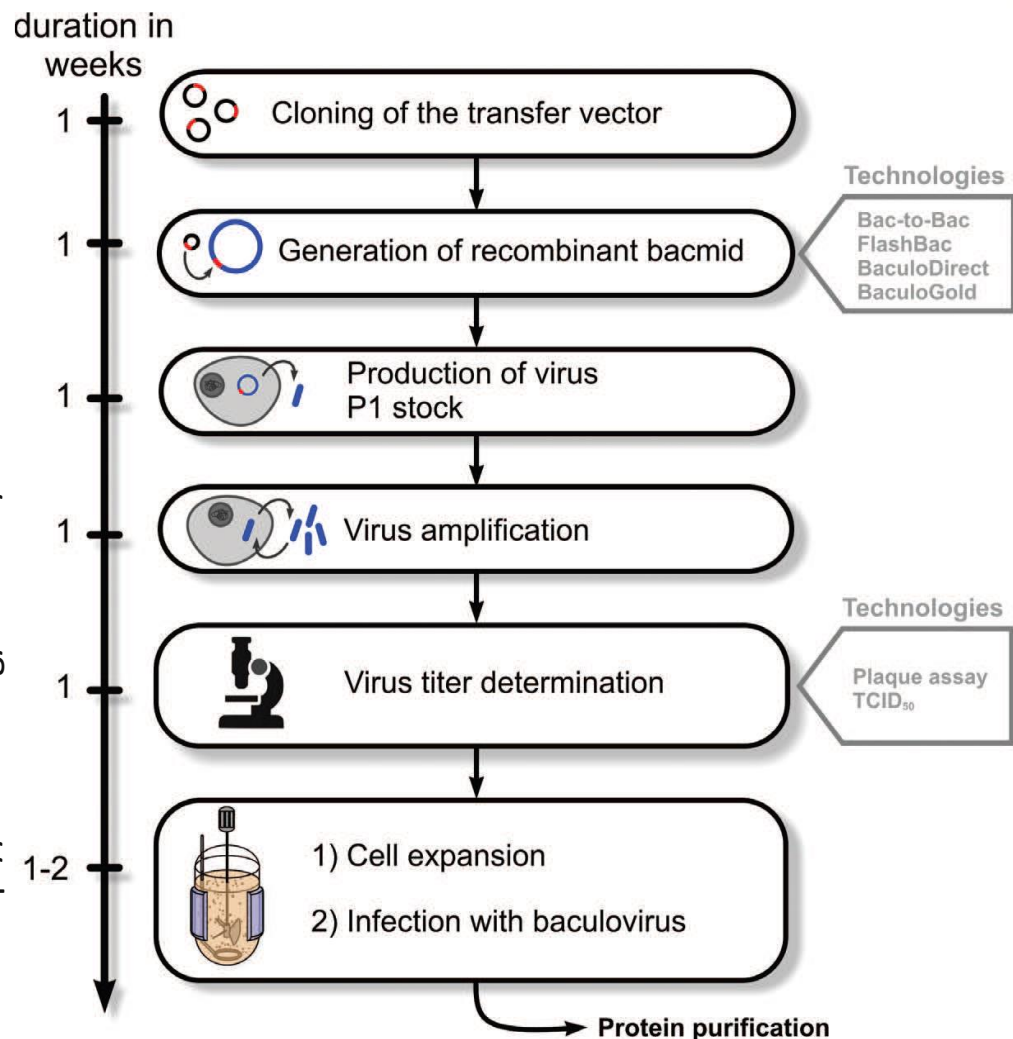 duration in
weeks
1
Cloning of the transfer vector
Technologies
1
Generation of recombinant bacmid
Bac-to-Bac
FlashBac
BaculoDirect
BaculoGold
1
Production of virus
P1 stock
1
Virus amplification
Technologies
1
Virus titer determination
Plaque assay
TCID₅₀
1-2
1) Cell expansion
2) Infection with baculovirus
Protein purification